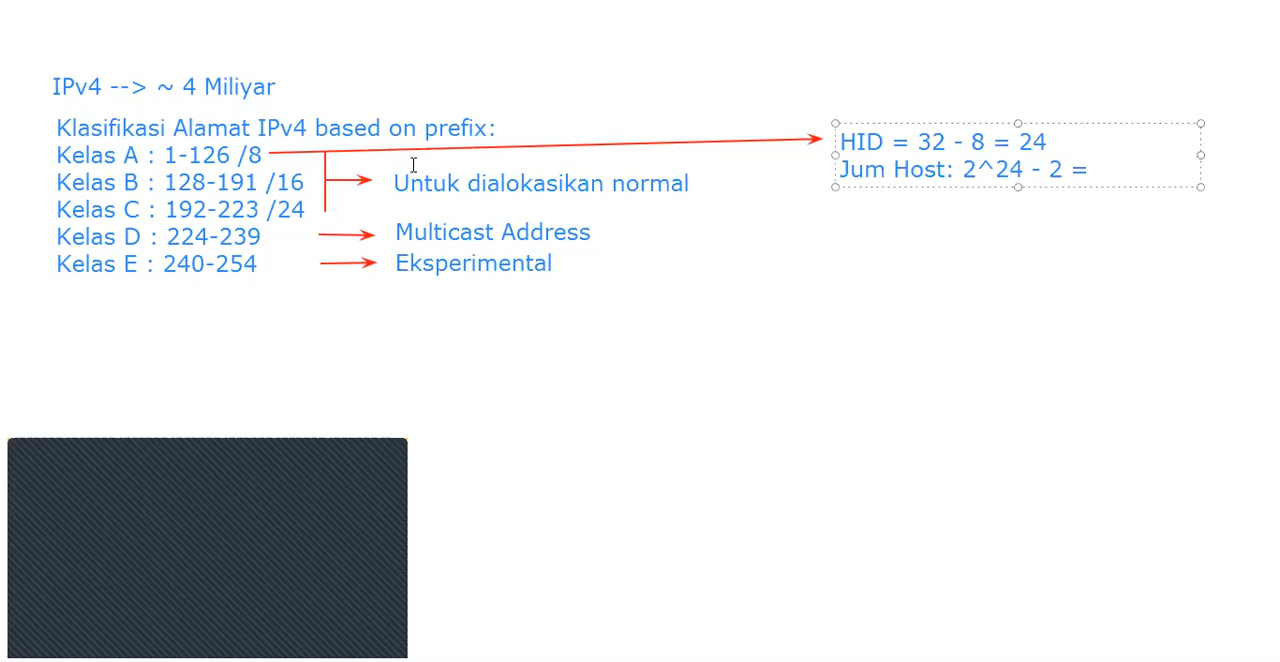 IPv4 --> ~ 4 Miliyar
Klasifikasi Alamat IPv4 based on prefix:
Kelas A : 1-126 /8
Kelas B : 128-191 /16
Kelas C : 192-223 /24
Kelas D : 224-239
Kelas E : 240-254
Untuk dialokasikan normal
Multicast Address
Eksperimental
HID = 32 - 8 = 24
Jum Host: 2^24 - 2 =